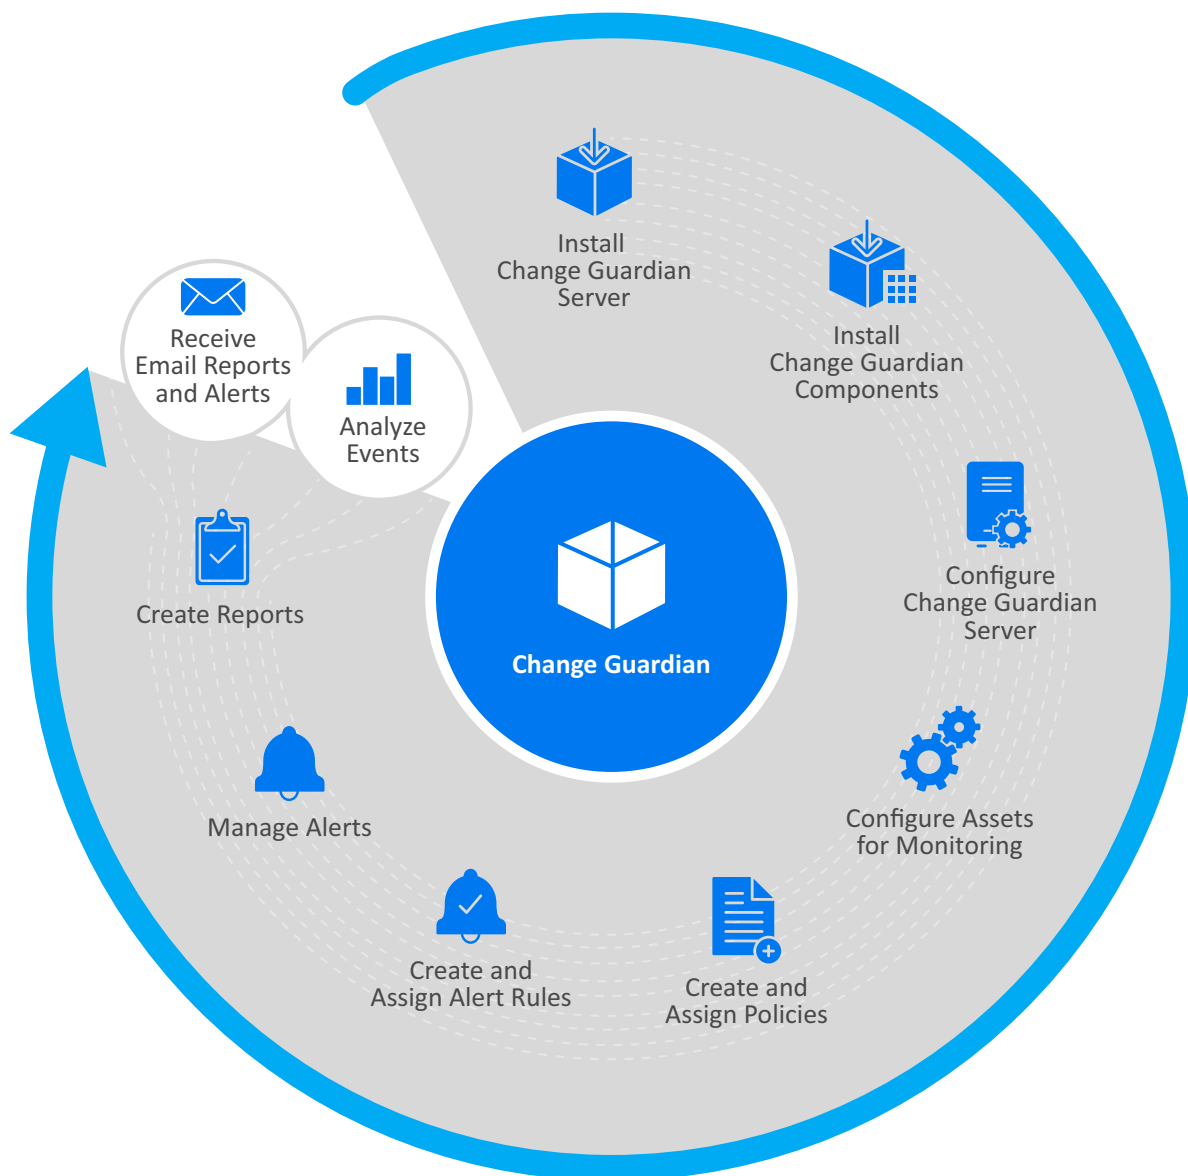 Install
Change Guardian
Server
Install
Change Guardian
Components
Configure
Change Guardian
Server
Configure Assets
for Monitoring
Create and
Assign Policies
Create and
Assign Alert Rules
Manage Alerts
Create Reports
Receive
Email Reports
and Alerts
Analyze
Events
Change Guardian